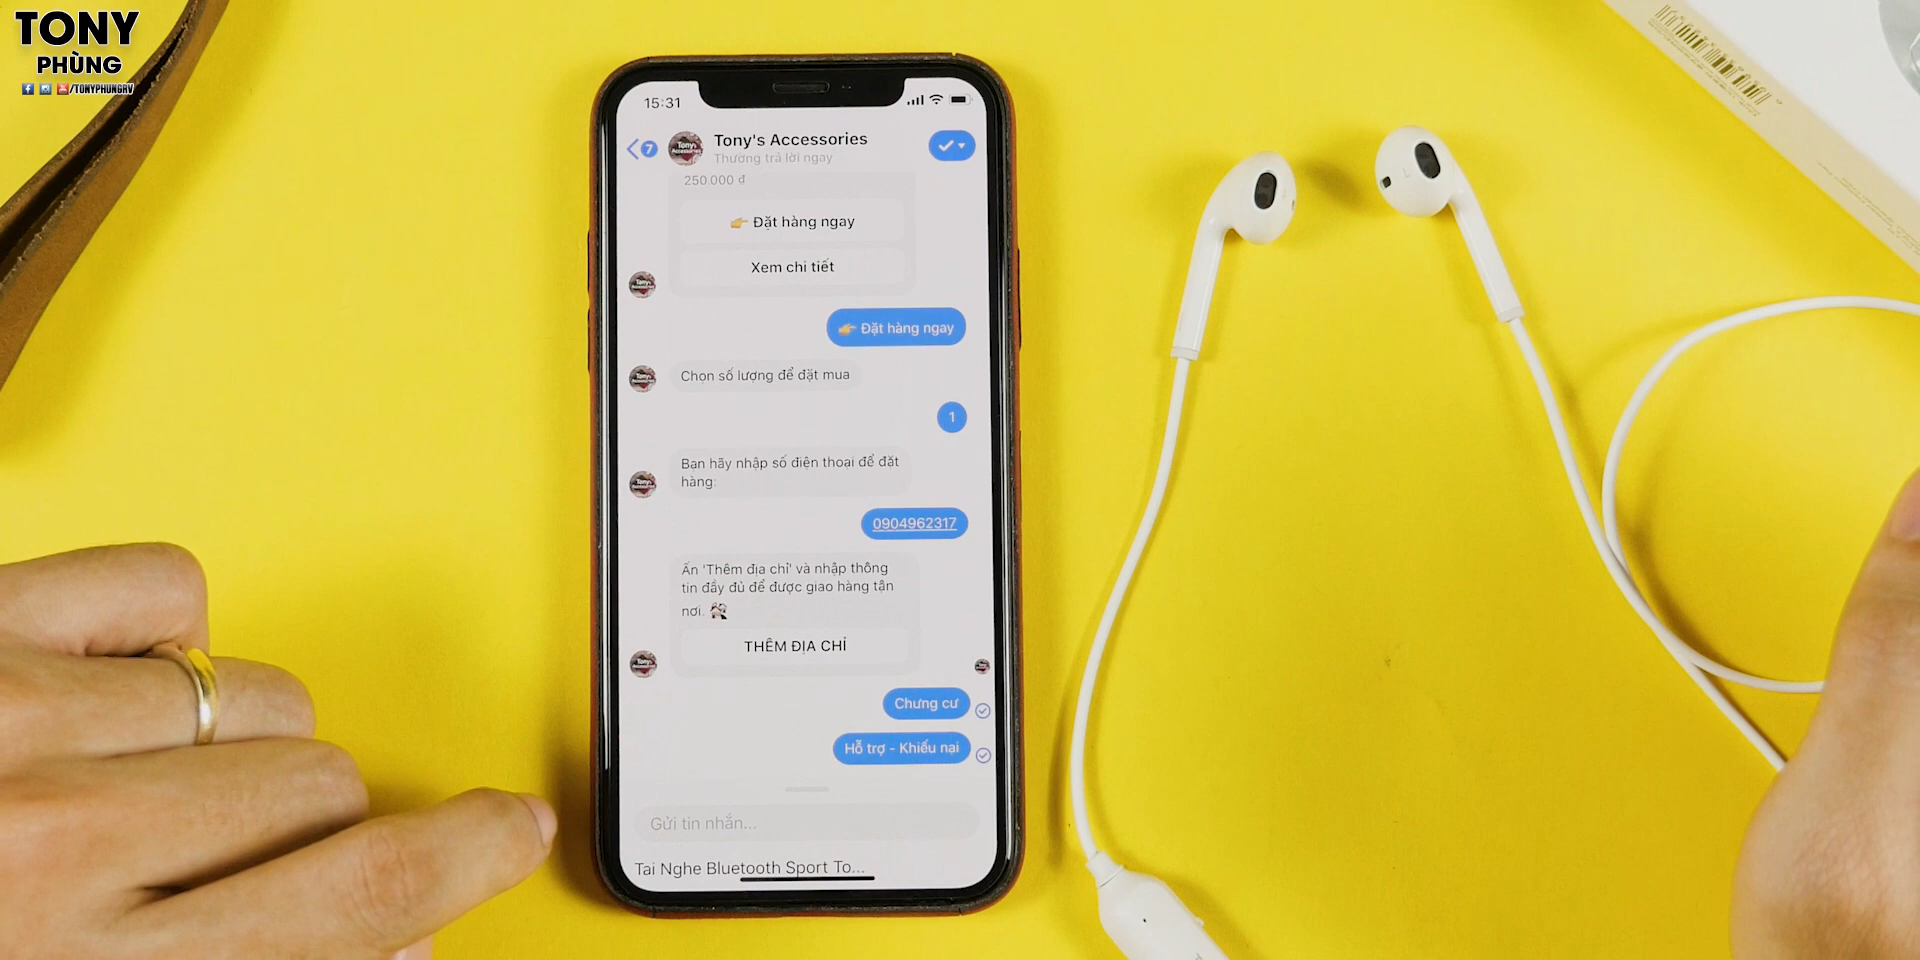 TONY
PHÙNG
/TONYPHUNGRV
15:31
7
Tony's Accessories
Thường trả lời ngay
250.000 đ
👉 Đặt hàng ngay
Xem chi tiết
👉 Đặt hàng ngay
Chọn số lượng để đặt mua
1
Bạn hãy nhập số điện thoại để đặt
hàng:
0904962317
Ấn 'Thêm địa chỉ' và nhập thông
tin đầy đủ để được giao hàng tận
nơi.
THÊM ĐỊA CHỈ
Chưng cư
Hỗ trợ - Khiếu nại
Gửi tin nhắn...
Tai Nghe Bluetooth Sport To...